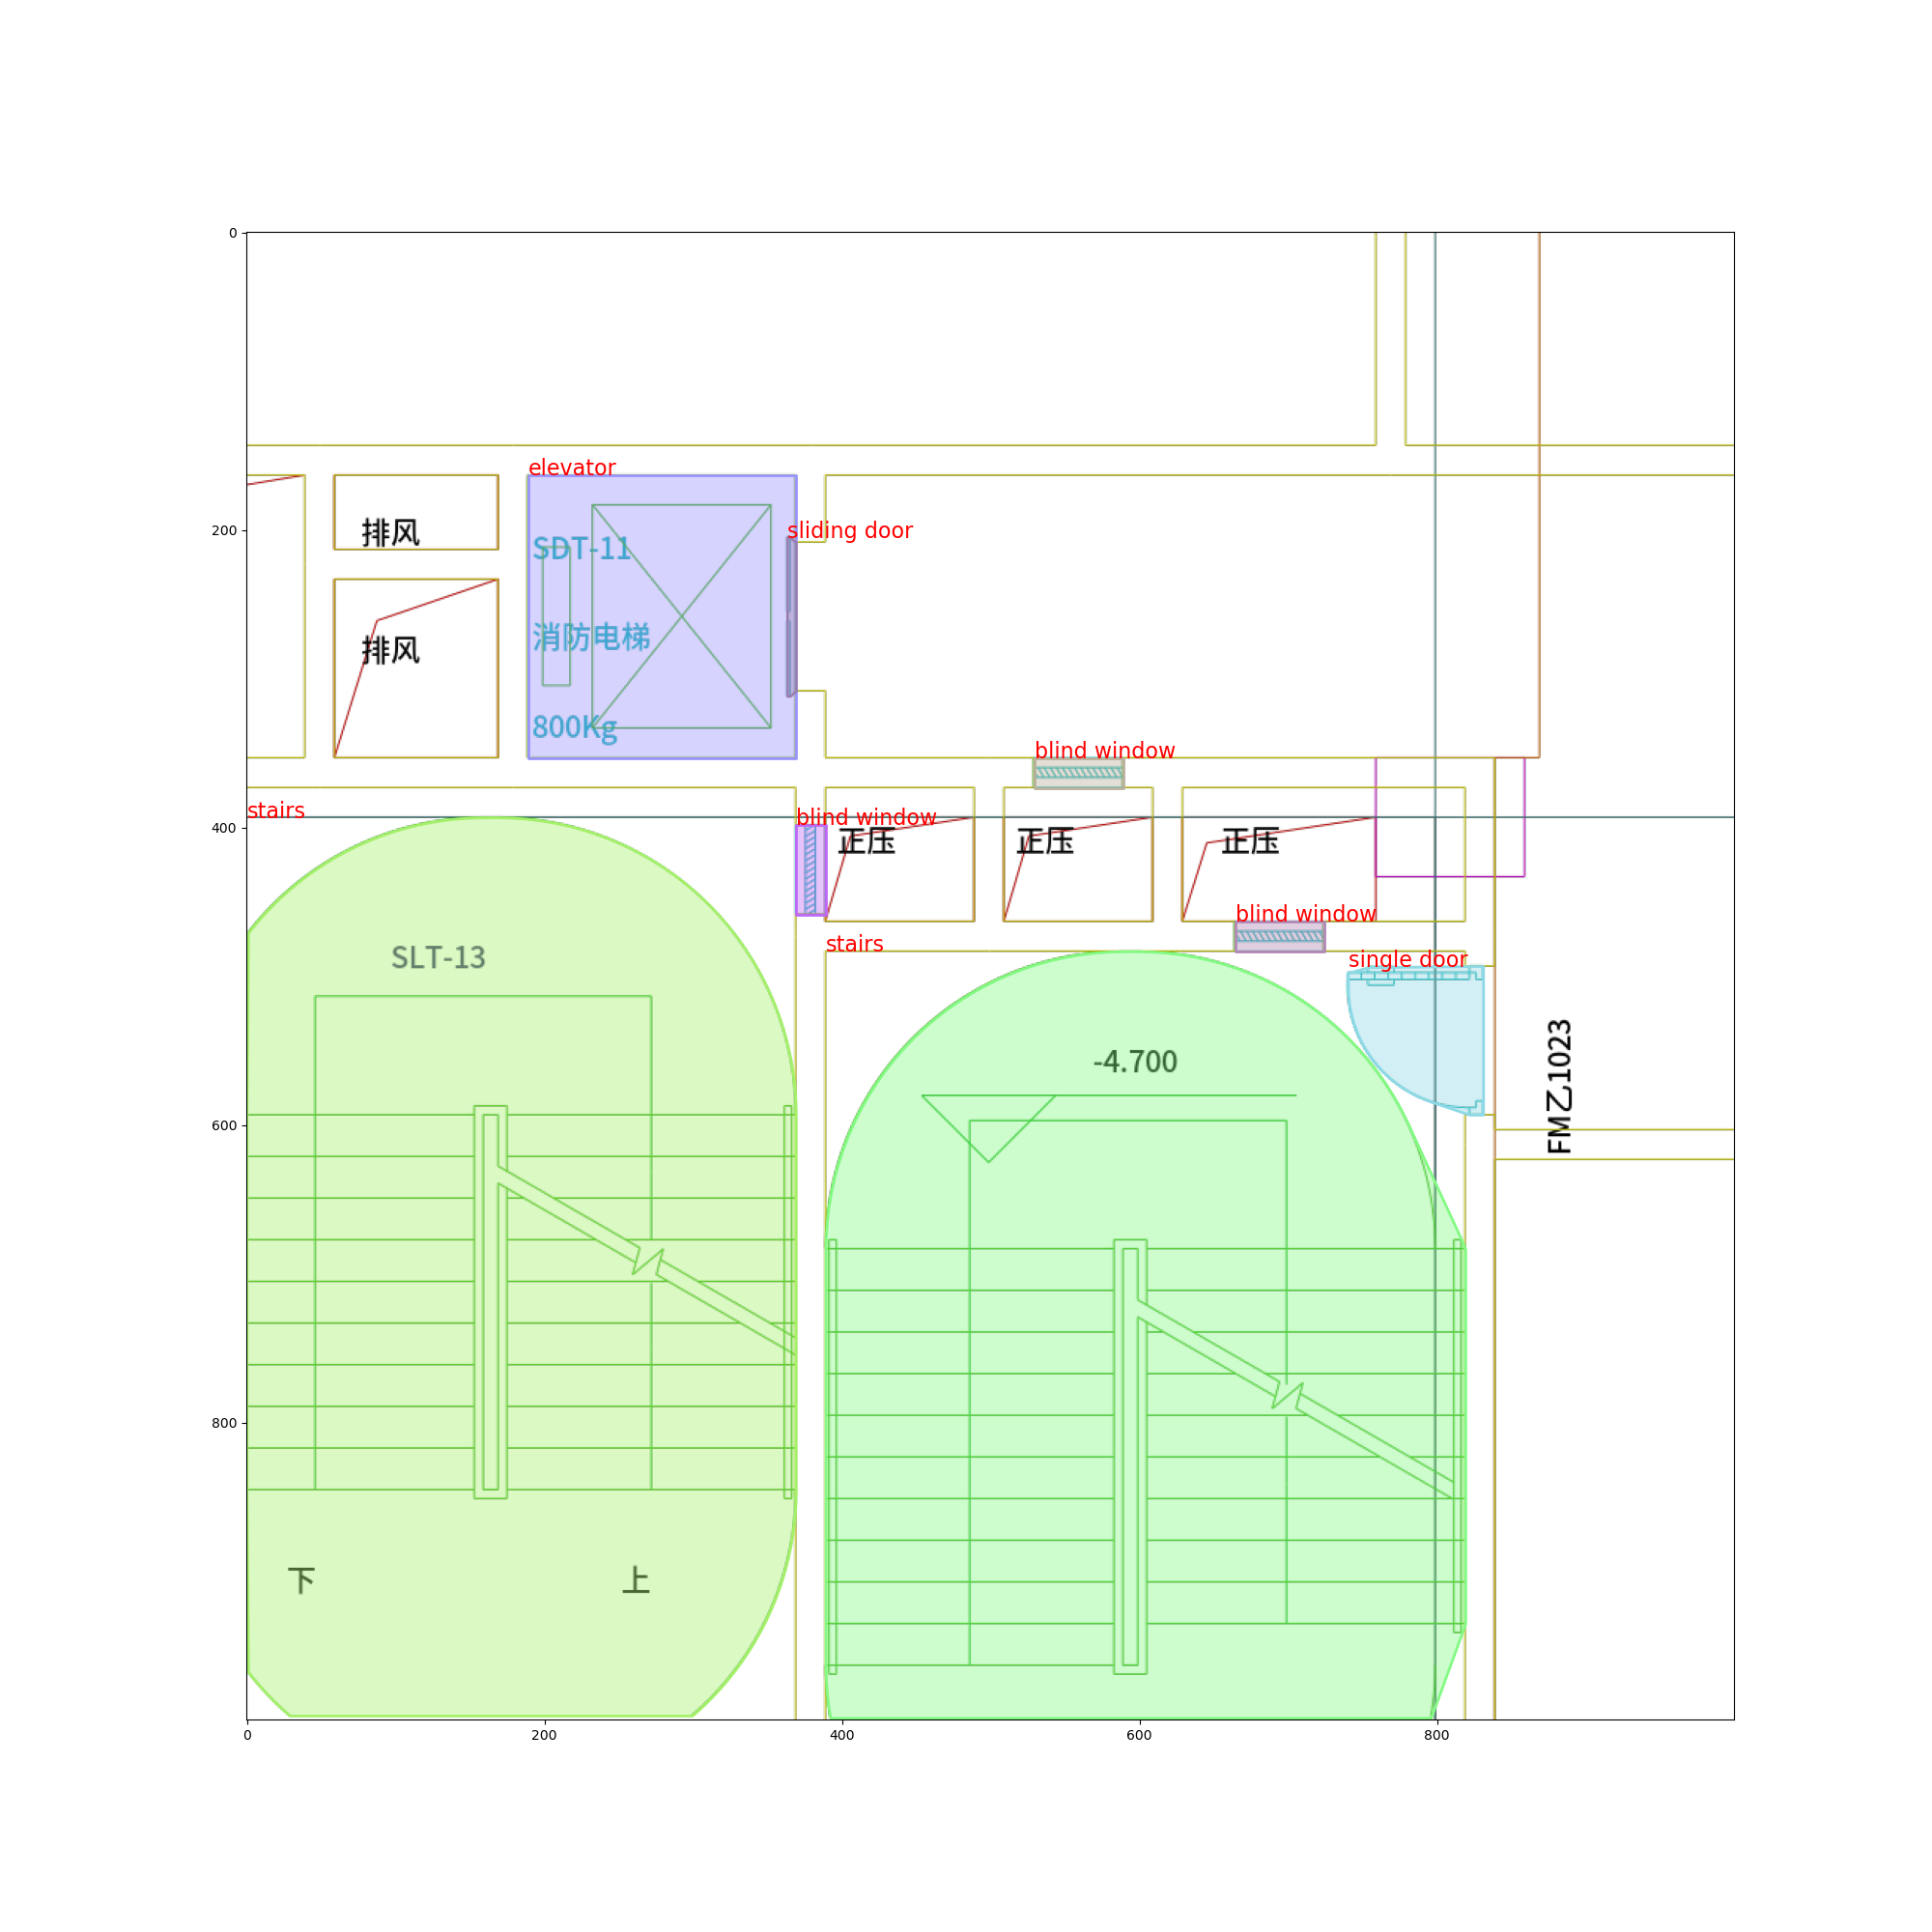 0
200
400
600
800
0
200
400
600
800
elevator
排风
SDT-11
sliding door
消防电梯
排风
800Kg
blind window
stairs
blind window
正压
正压
正压
blind window
stairs
single door
SLT-13
-4.700
FM乙1023
下
上